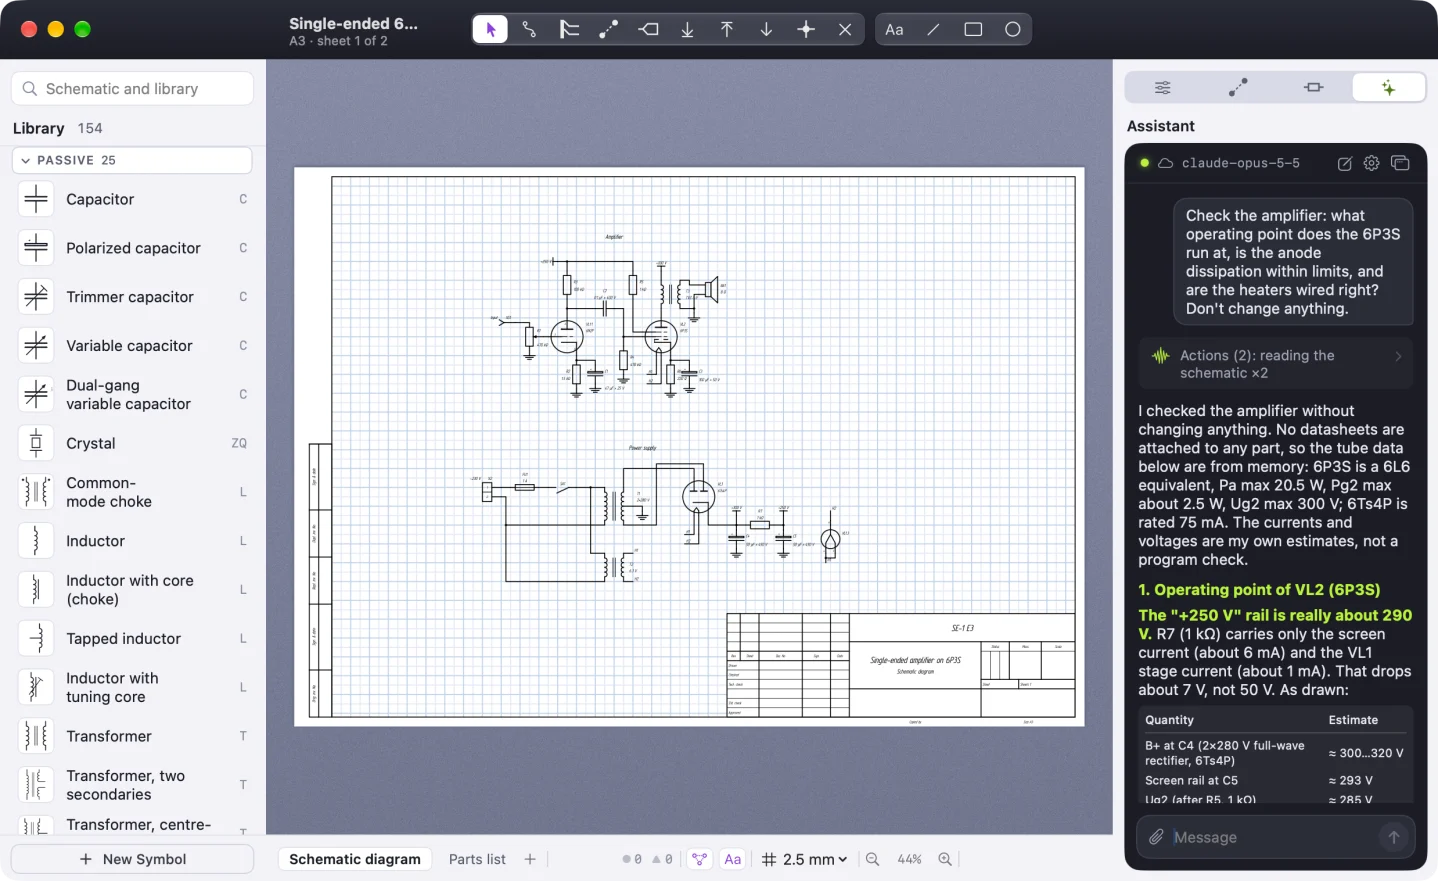 Single-ended 6...
A3 · sheet 1 of 2
Aa
Schematic and library
Library 154
PASSIVE 25
Capacitor C
Polarized capacitor C
Trimmer capacitor C
Variable capacitor C
Dual-gang
variable capacitor C
Crystal ZQ
Common-
mode choke L
Inductor L
Inductor with core
(choke) L
Tapped inductor L
Inductor with
tuning core L
Transformer T
Transformer, two
secondaries T
Transformer, centre- T
+ New Symbol
Amplifier
Power supply
SE-1 E3
Single-ended amplifier on 6P3S
Schematic diagram
Schematic diagram
Parts list
+
0 0
Aa
2.5 mm
44%
Assistant
claude-opus-5-5
Check the amplifier: what
operating point does the 6P3S
run at, is the anode
dissipation within limits, and
are the heaters wired right?
Don't change anything.
Actions (2): reading the
schematic ×2
I checked the amplifier without
changing anything. No datasheets are
attached to any part, so the tube data
below are from memory: 6P3S is a 6L6
equivalent, Pa max 20.5 W, Pg2 max
about 2.5 W, Ug2 max 300 V; 6Ts4P is
rated 75 mA. The currents and
voltages are my own estimates, not a
program check.
1. Operating point of VL2 (6P3S)
The "+250 V" rail is really about 290
V. R7 (1 kΩ) carries only the screen
current (about 6 mA) and the VL1
stage current (about 1 mA). That drops
about 7 V, not 50 V. As drawn:
Quantity Estimate
B+ at C4 (2×280 V full-wave
rectifier, 6Ts4P) ≈ 300…320 V
Screen rail at C5 ≈ 293 V
Ug2 (after R5, 1 kΩ) ≈ 285 V
Message